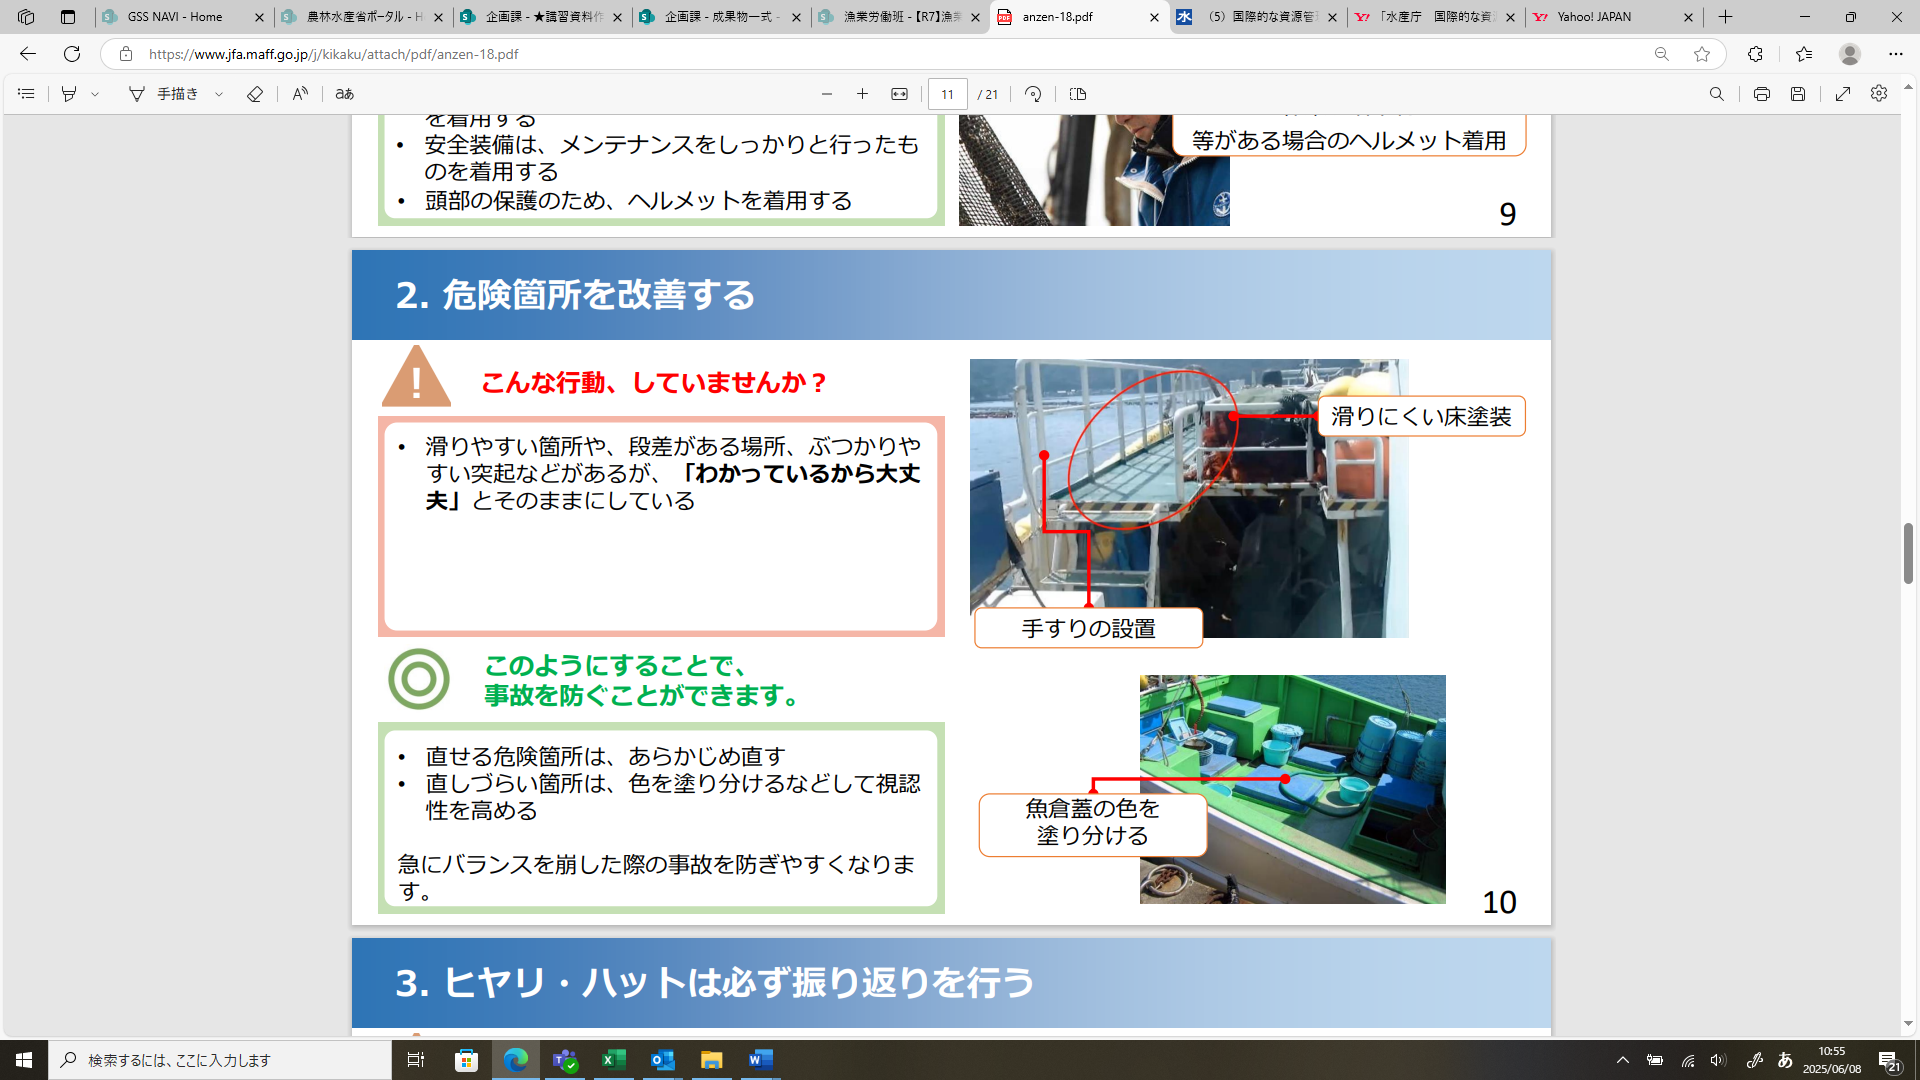 GSS NAVI - Home
農林水産省ポータル - H
企画課 - ★講習資料作
企画課 - 成果物一式 -
漁業労働班 - 【R7】漁業
anzen-18.pdf
（5）国際的な資源管理
「水産庁 国際的な資源
Yahoo! JAPAN
https://www.jfa.maff.go.jp/j/kikaku/attach/pdf/anzen-18.pdf
手描き
aあ
11 / 21
を着用する
• 安全装備は、メンテナンスをしっかりと行ったも
のを着用する
• 頭部の保護のため、ヘルメットを着用する
等がある場合のヘルメット着用
9
2. 危険箇所を改善する
!
こんな行動、していませんか？
• 滑りやすい箇所や、段差がある場所、ぶつかりや
すい突起などがあるが、「わかっているから大丈
夫」とそのままにしている
滑りにくい床塗装
手すりの設置
このようにすることで、
事故を防ぐことができます。
• 直せる危険箇所は、あらかじめ直す
• 直しづらい箇所は、色を塗り分けるなどして視認
性を高める
急にバランスを崩した際の事故を防ぎやすくなりま
す。
魚倉蓋の色を
塗り分ける
10
3. ヒヤリ・ハットは必ず振り返りを行う
検索するには、ここに入力します
あ
10:55
2025/06/08
21